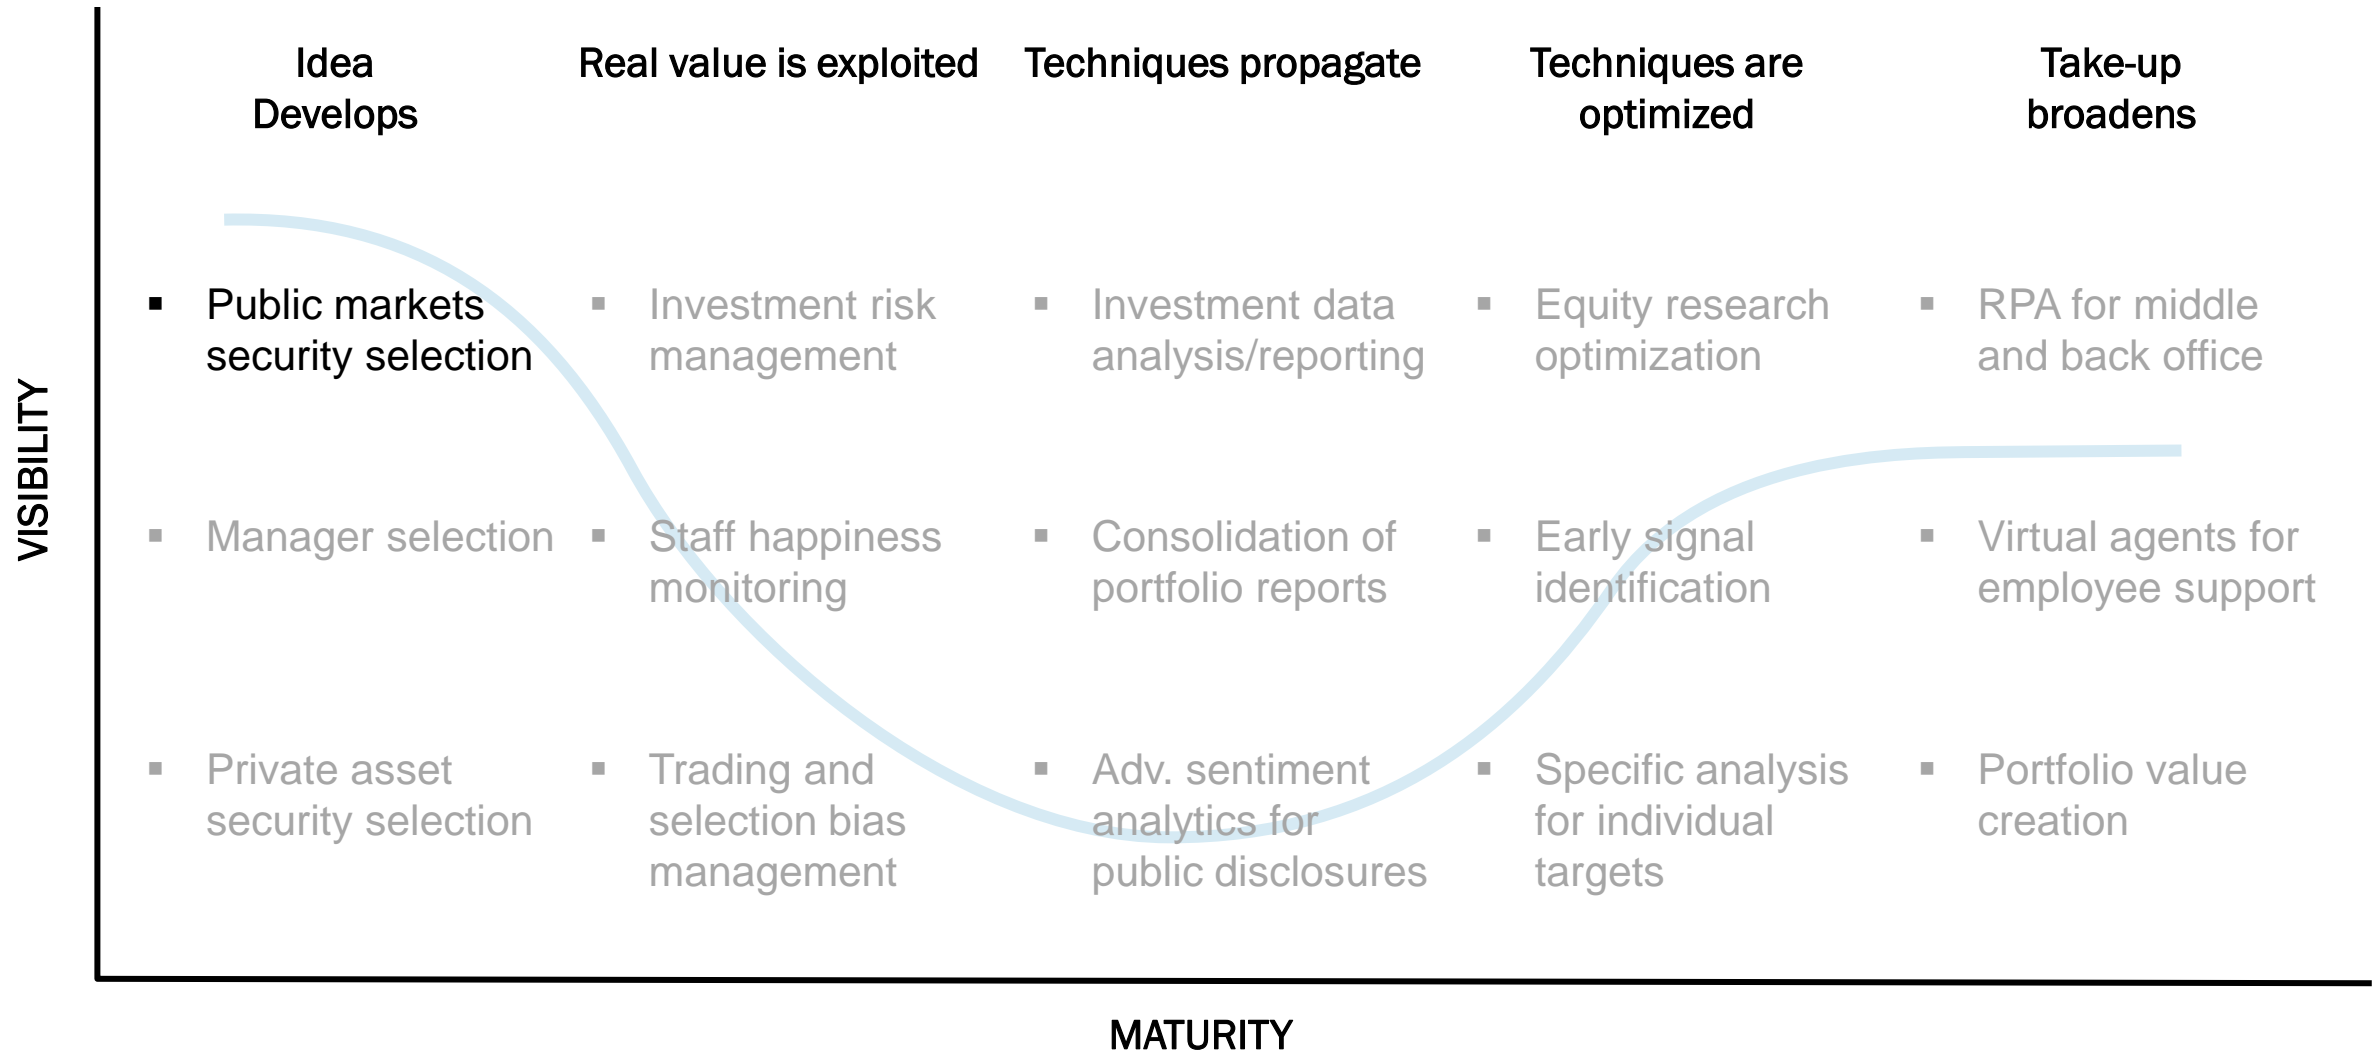 Idea
Develops
Real value is exploited
Techniques propagate
Techniques are
optimized
Take-up
broadens
VISIBILITY
▪ Public markets
security selection
▪ Manager selection
▪ Private asset
security selection
▪ Investment risk
management
▪ Staff happiness
monitoring
▪ Trading and
selection bias
management
▪ Investment data
analysis/reporting
▪ Consolidation of
portfolio reports
▪ Adv. sentiment
analytics for
public disclosures
▪ Equity research
optimization
▪ Early signal
identification
▪ Specific analysis
for individual
targets
▪ RPA for middle
and back office
▪ Virtual agents for
employee support
▪ Portfolio value
creation
MATURITY